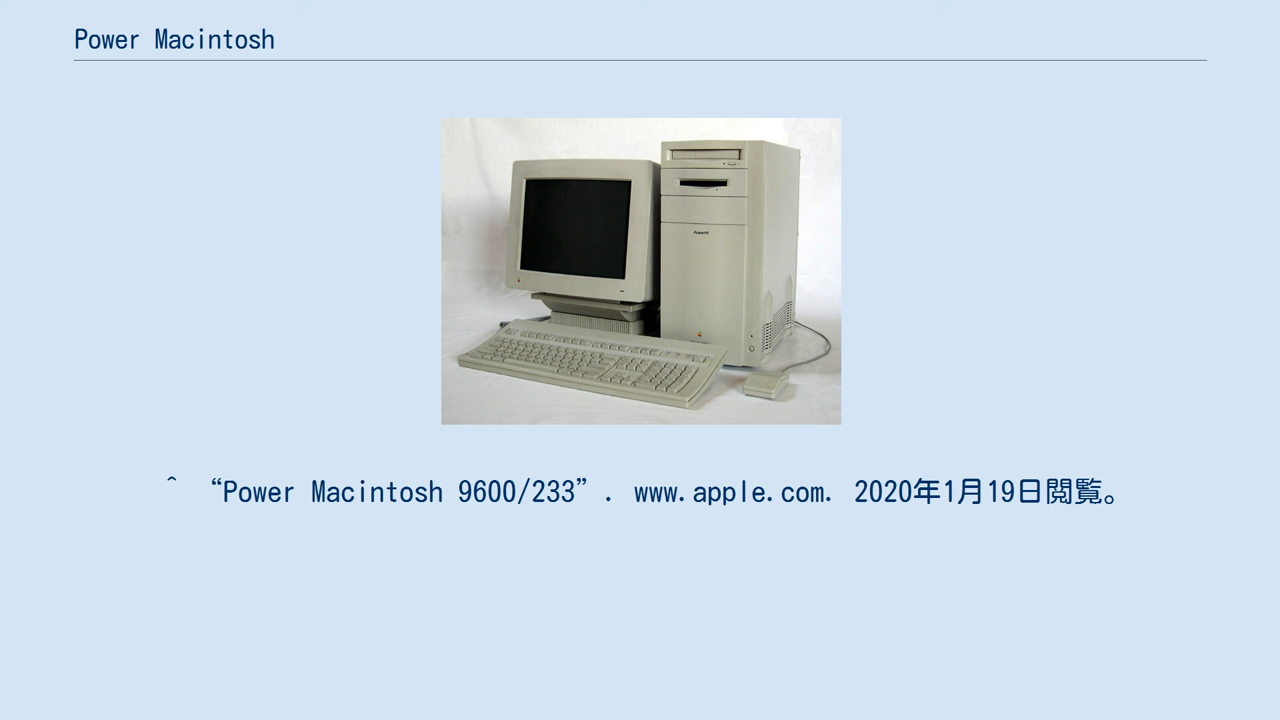 Power Macintosh
^ “Power Macintosh 9600/233”. www.apple.com. 2020年1月19日閲覧。